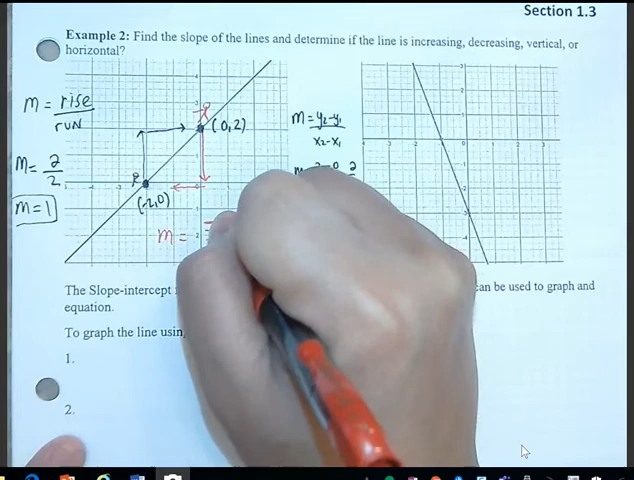 Section 1.3
Example 2: Find the slope of the lines and determine if the line is increasing, decreasing, vertical, or
horizontal?
m = rise
run
m = 2
2
m = 1
(0,2)
(-2,0)
m =
m = y₂-y₁
x₂-x₁
The Slope-intercept
can be used to graph and
equation.
To graph the line
1.
2.